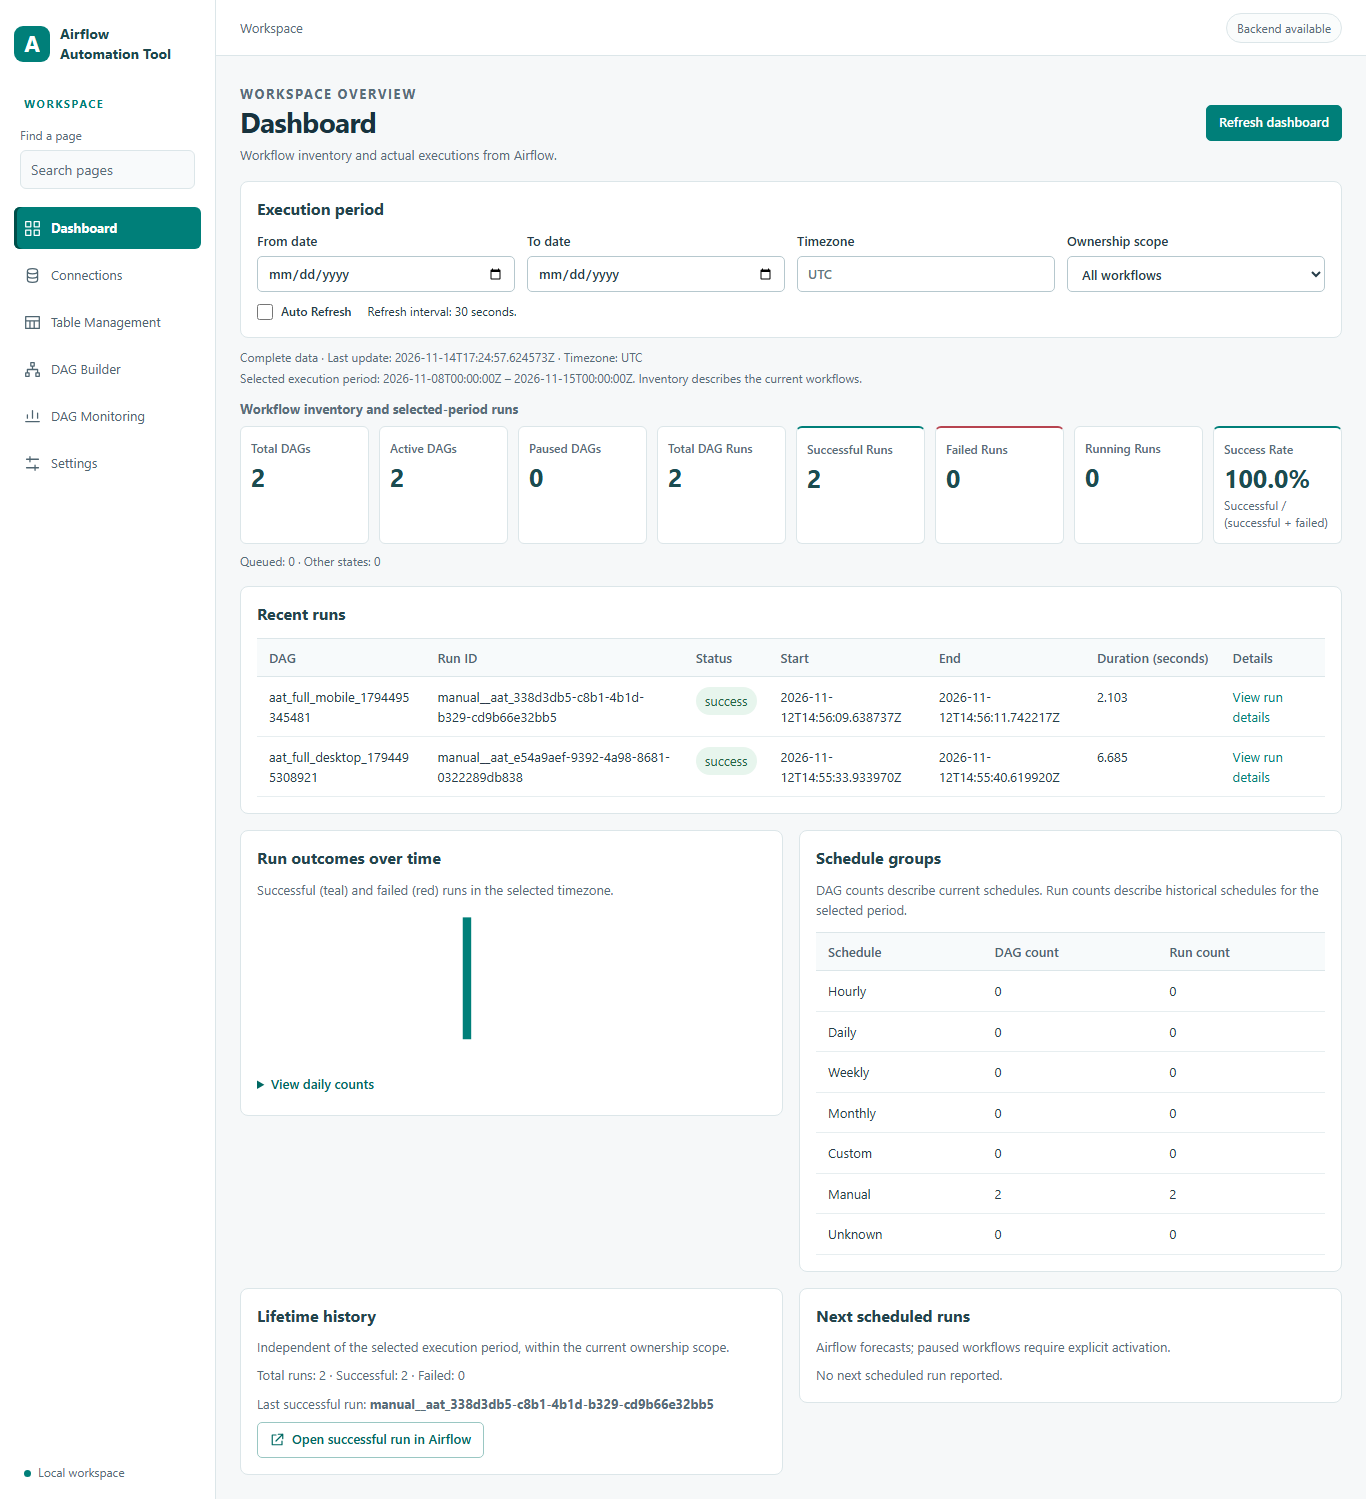 A
Airflow
Automation Tool
WORKSPACE
Find a page
Search pages
Dashboard
Connections
Table Management
DAG Builder
DAG Monitoring
Settings
Local workspace
Workspace
Backend available
WORKSPACE OVERVIEW
Dashboard
Workflow inventory and actual executions from Airflow.
Refresh dashboard
Execution period
From date
To date
Timezone
Ownership scope
mm/dd/yyyy
mm/dd/yyyy
UTC
All workflows
Auto Refresh
Refresh interval: 30 seconds.
Complete data · Last update: 2026-11-14T17:24:57.624573Z · Timezone: UTC
Selected execution period: 2026-11-08T00:00:00Z – 2026-11-15T00:00:00Z. Inventory describes the current workflows.
Workflow inventory and selected-period runs
Total DAGs
2
Active DAGs
2
Paused DAGs
0
Total DAG Runs
2
Successful Runs
2
Failed Runs
0
Running Runs
0
Success Rate
100.0%
Successful /
(successful + failed)
Queued: 0 · Other states: 0
Recent runs
DAG Run ID Status Start End Duration (seconds) Details
aat_full_mobile_1794495 manual__aat_338d3db5-c8b1-4b1d- success 2026-11- 2026-11- 2.103 View run
345481 b329-cd9b66e32bb5 12T14:56:09.638737Z 12T14:56:11.742217Z details
aat_full_desktop_179449 manual__aat_e54a9aef-9392-4a98-8681- success 2026-11- 2026-11- 6.685 View run
5308921 0322289db838 12T14:55:33.933970Z 12T14:55:40.619920Z details
Run outcomes over time
Successful (teal) and failed (red) runs in the selected timezone.
View daily counts
Schedule groups
DAG counts describe current schedules. Run counts describe historical schedules for the
selected period.
Schedule DAG count Run count
Hourly 0 0
Daily 0 0
Weekly 0 0
Monthly 0 0
Custom 0 0
Manual 2 2
Unknown 0 0
Lifetime history
Independent of the selected execution period, within the current ownership scope.
Total runs: 2 · Successful: 2 · Failed: 0
Last successful run: manual__aat_338d3db5-c8b1-4b1d-b329-cd9b66e32bb5
Open successful run in Airflow
Next scheduled runs
Airflow forecasts; paused workflows require explicit activation.
No next scheduled run reported.